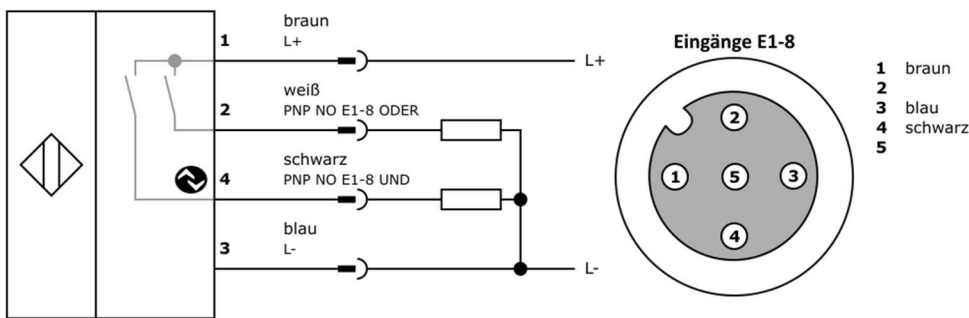 braun
1 L+
L+
weiß
2 PNP NO E1-8 ODER
schwarz
4 PNP NO E1-8 UND
blau
3 L-
L-
Eingänge E1-8
2
1 5 3
4
1 braun
2
3 blau
4 schwarz
5